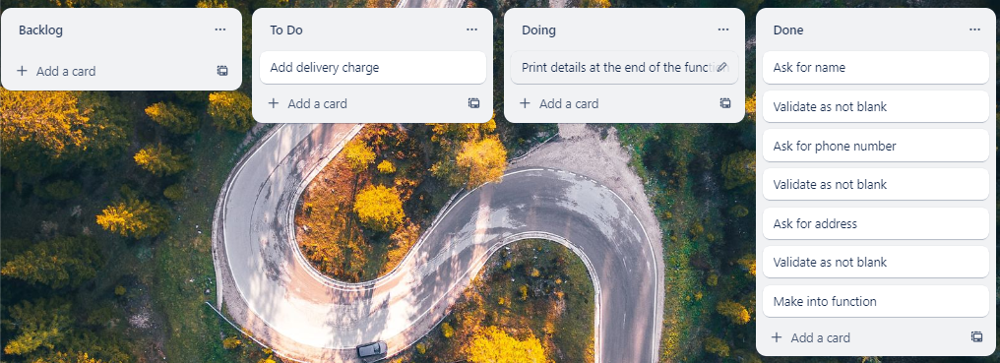 Backlog
Add a card
To Do
Add delivery charge
Add a card
Doing
Print details at the end of the function
Add a card
Done
Ask for name
Validate as not blank
Ask for phone number
Validate as not blank
Ask for address
Validate as not blank
Make into function
Add a card